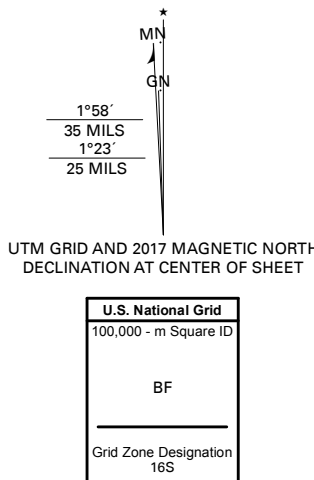 ★
MN
GN
1°58´
35 MILS
1°23´
25 MILS
UTM GRID AND 2017 MAGNETIC NORTH
DECLINATION AT CENTER OF SHEET
U.S. National Grid
100,000 - m Square ID
BF
Grid Zone Designation
16S